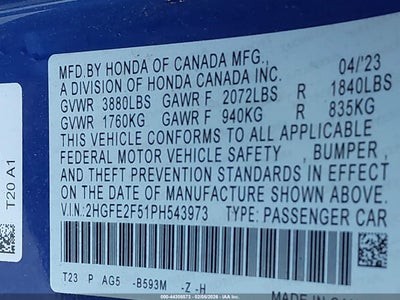 MFD.BY HONDA OF CANADA MFG., 04/'23
A DIVISION OF HONDA CANADA INC.
GVWR 3880LBS GAWR F 2072LBS R 1840LBS
GVWR 1760KG GAWR F 940KG R 835KG
THIS VEHICLE CONFORMS TO ALL APPLICABLE
FEDERAL MOTOR VEHICLE SAFETY , BUMPER,
AND THEFT PREVENTION STANDARDS IN EFFECT
ON THE DATE OF MANUFACTURE SHOWN ABOVE.
V.I.N:2HGFE2F51PH543973 TYPE: PASSENGER CAR
T23 P AG5 -B593M -Z -H
T20 A1